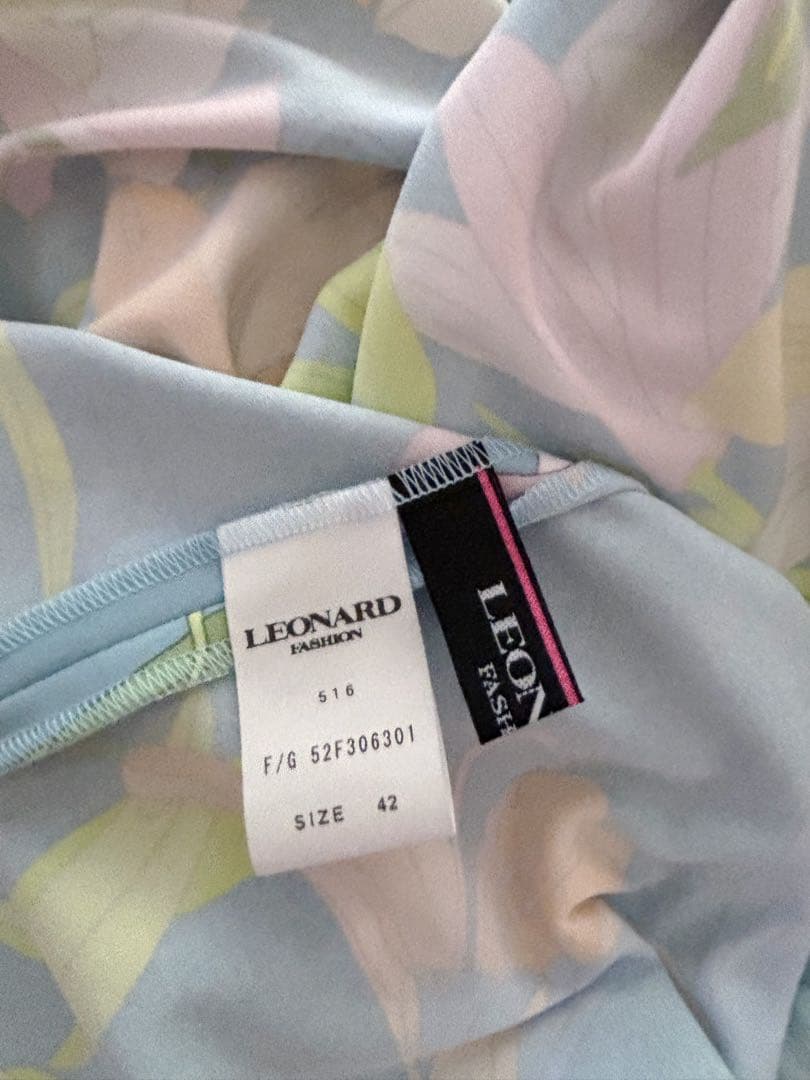 LEONARD
FASHION
516
F/G 52F306301
SIZE 42
LEON
FASH